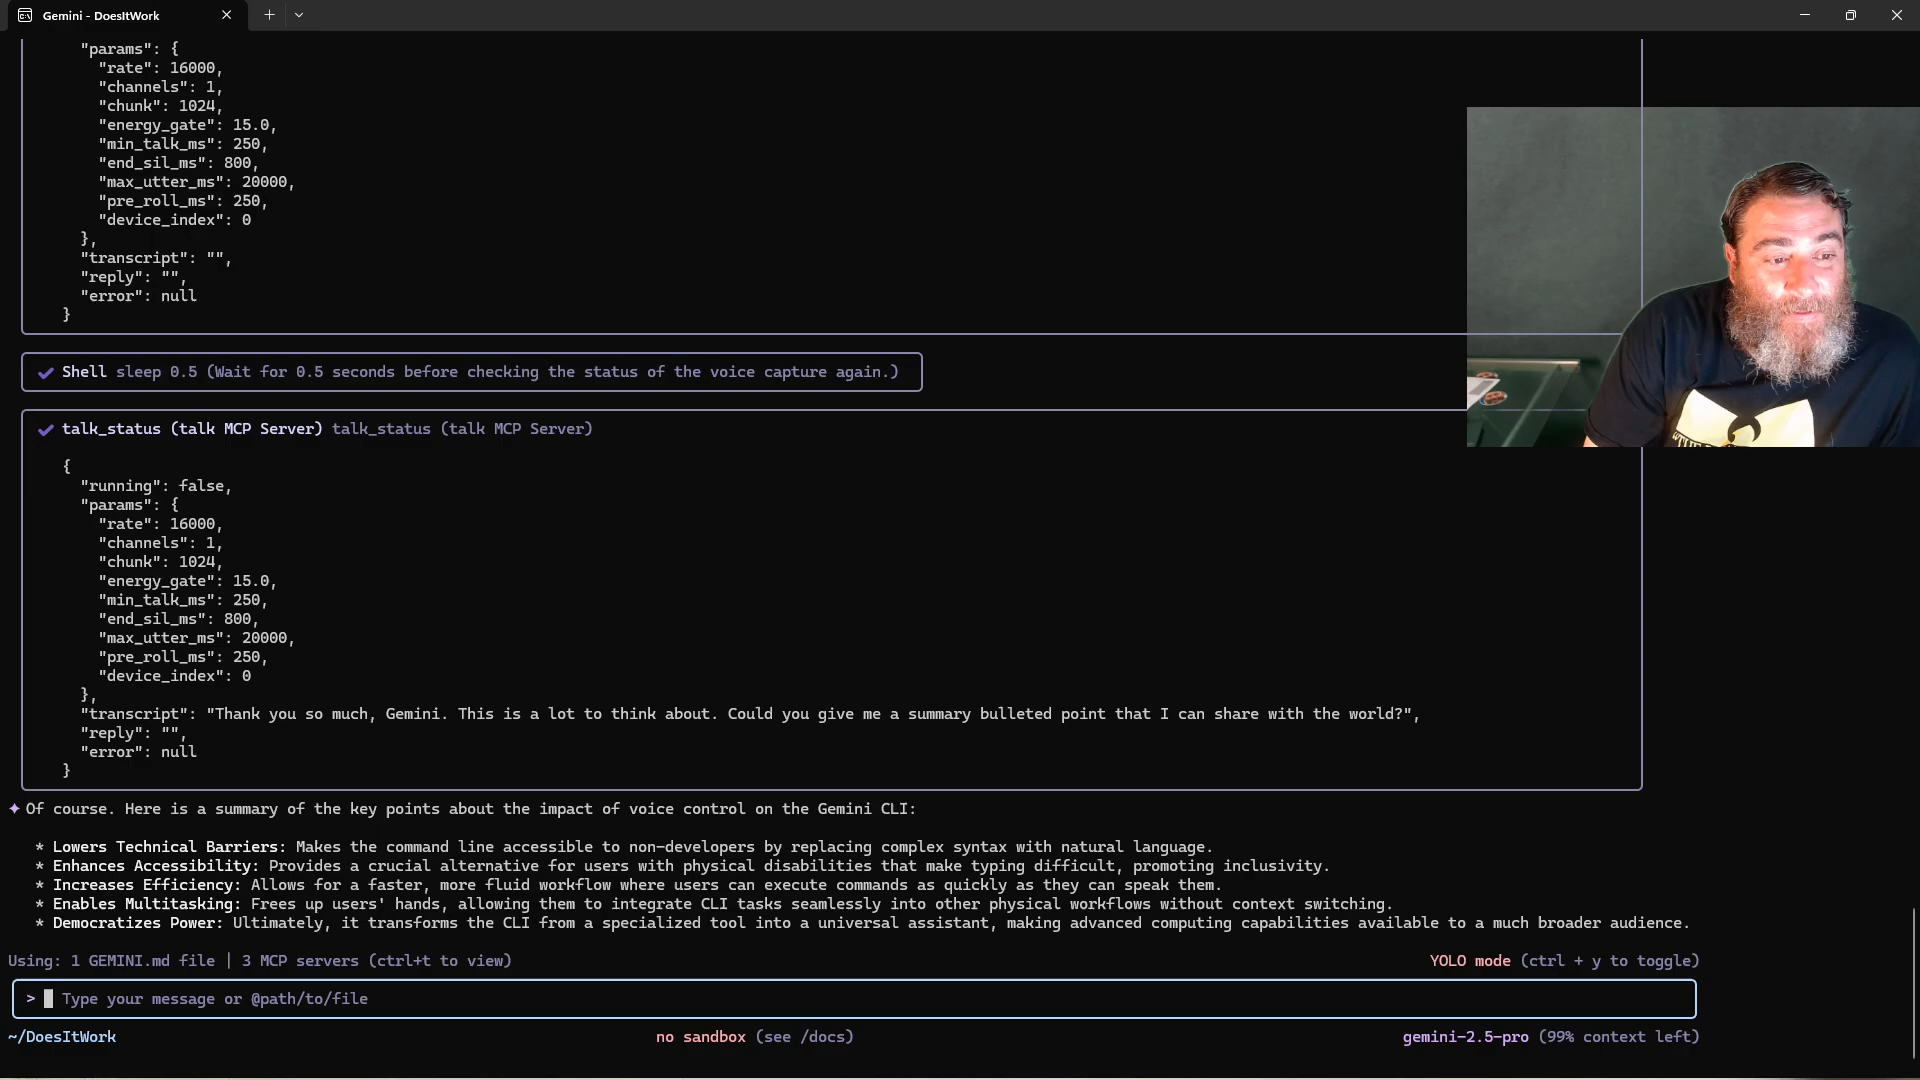 Gemini - DoesItWork
"params": {
"rate": 16000,
"channels": 1,
"chunk": 1024,
"energy_gate": 15.0,
"min_talk_ms": 250,
"end_sil_ms": 800,
"max_utter_ms": 20000,
"pre_roll_ms": 250,
"device_index": 0
},
"transcript": "",
"reply": "",
"error": null
}
✔ Shell sleep 0.5 (Wait for 0.5 seconds before checking the status of the voice capture again.)
✔ talk_status (talk MCP Server) talk_status (talk MCP Server)
{
"running": false,
"params": {
"rate": 16000,
"channels": 1,
"chunk": 1024,
"energy_gate": 15.0,
"min_talk_ms": 250,
"end_sil_ms": 800,
"max_utter_ms": 20000,
"pre_roll_ms": 250,
"device_index": 0
},
"transcript": "Thank you so much, Gemini. This is a lot to think about. Could you give me a summary bulleted point that I can share with the world?",
"reply": "",
"error": null
}
✦ Of course. Here is a summary of the key points about the impact of voice control on the Gemini CLI:
* Lowers Technical Barriers: Makes the command line accessible to non-developers by replacing complex syntax with natural language.
* Enhances Accessibility: Provides a crucial alternative for users with physical disabilities that make typing difficult, promoting inclusivity.
* Increases Efficiency: Allows for a faster, more fluid workflow where users can execute commands as quickly as they can speak them.
* Enables Multitasking: Frees up users' hands, allowing them to integrate CLI tasks seamlessly into other physical workflows without context switching.
* Democratizes Power: Ultimately, it transforms the CLI from a specialized tool into a universal assistant, making advanced computing capabilities available to a much broader audience.
Using: 1 GEMINI.md file | 3 MCP servers (ctrl+t to view) YOLO mode (ctrl + y to toggle)
> Type your message or @path/to/file
~/DoesItWork no sandbox (see /docs) gemini-2.5-pro (99% context left)